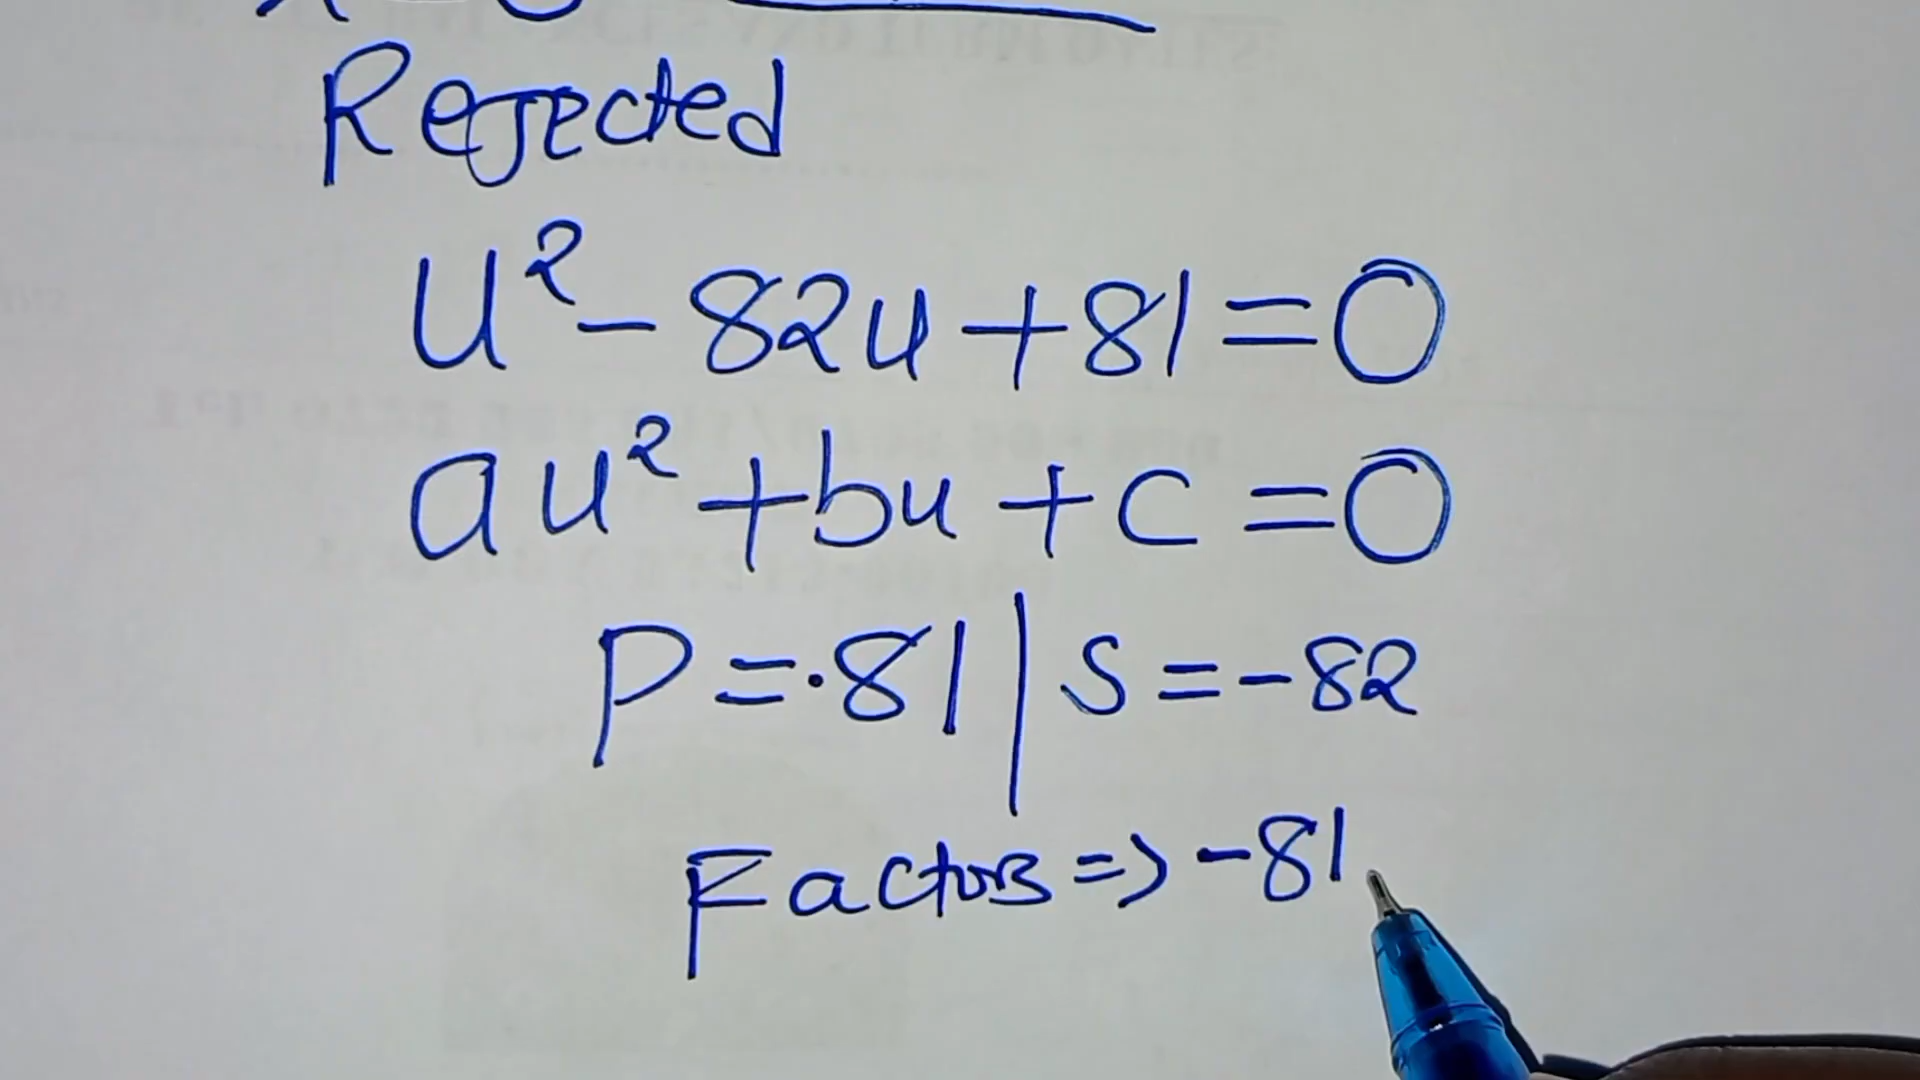 Rejected
u² - 82u + 81 = 0
au² + bu + c = 0
P = 81 | S = -82
Factors => -81